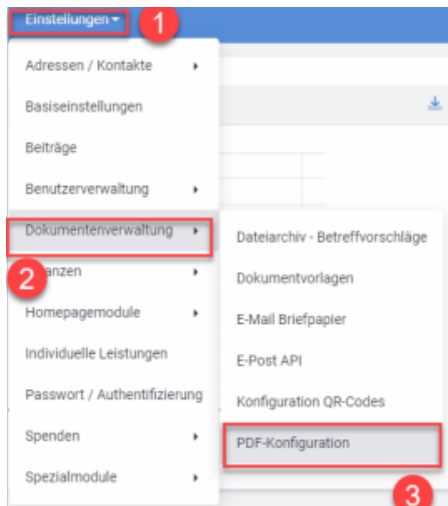 Einstellungen
1
Adressen / Kontakte
Basiseinstellungen
Beiträge
Benutzerverwaltung
Dokumentenverwaltung
2
anzen
Homepagemodule
Individuelle Leistungen
Passwort / Authentifizierung
Spenden
Spezialmodule
Dateiarchiv - Betreffvorschläge
Dokumentvorlagen
E-Mail Briefpapier
E-Post API
Konfiguration QR-Codes
PDF-Konfiguration
3